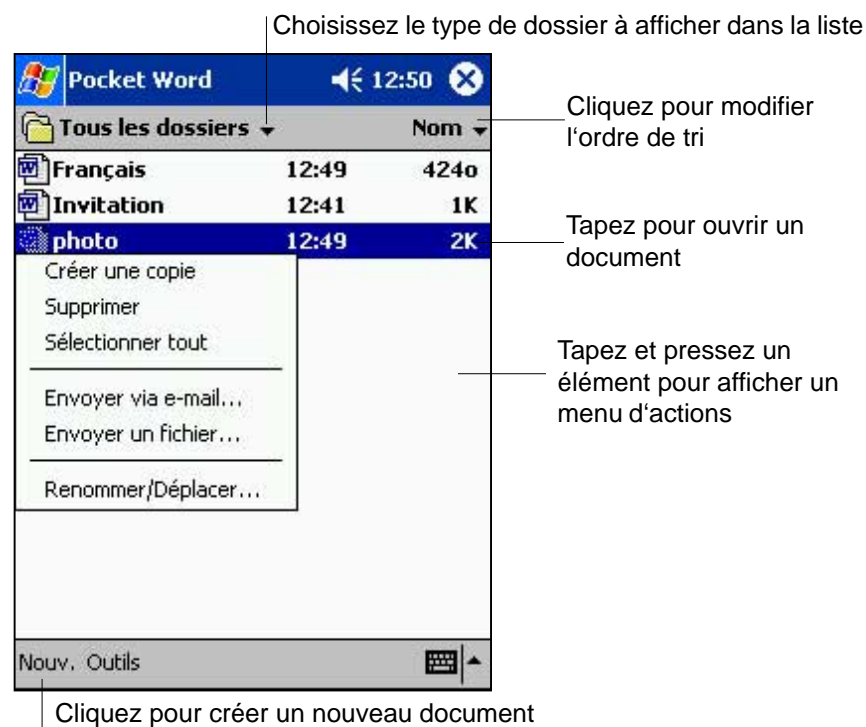 Choisissez le type de dossier à afficher dans la liste
Pocket Word 12:50
Tous les dossiers Nom
Cliquez pour modifier
l‘ordre de tri
Français 12:49 424o
Invitation 12:41 1K
photo 12:49 2K
Tapez pour ouvrir un
document
Créer une copie
Supprimer
Sélectionner tout
Envoyer via e-mail...
Envoyer un fichier...
Renommer/Déplacer...
Tapez et pressez un
élément pour afficher un
menu d‘actions
Nouv. Outils
Cliquez pour créer un nouveau document